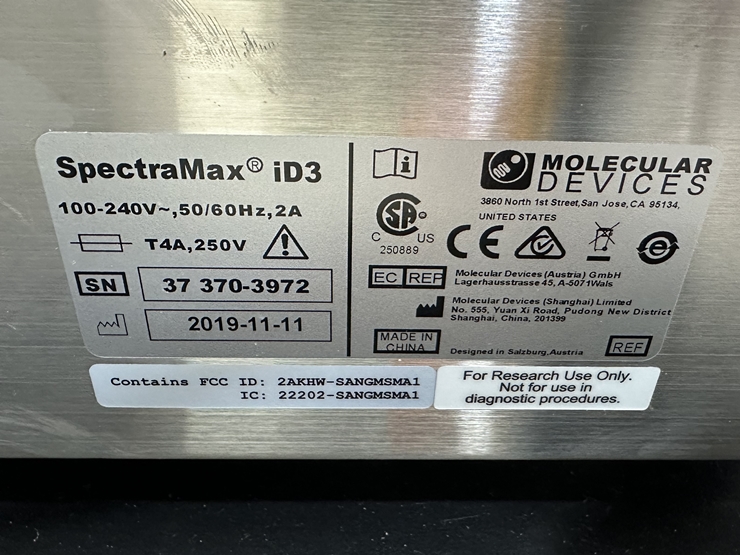 SpectraMax® iD3
100-240V~,50/60Hz,2A
T4A,250V
SN
37 370-3972
2019-11-11
i
MOLECULAR
DEVICES
3860 North 1st Street,San Jose,CA 95134,
UNITED STATES
SA
C US
250889
CE
EC REP
Molecular Devices (Austria) GmbH
Lagerhausstrasse 45, A-5071Wals
Molecular Devices (Shanghai) Limited
No. 555, Yuan Xi Road, Pudong New District
Shanghai, China, 201399
MADE IN
CHINA
Designed in Salzburg,Austria
REF
Contains FCC ID: 2AKHW-SANGMSMA1
IC: 22202-SANGMSMA1
For Research Use Only.
Not for use in
diagnostic procedures.